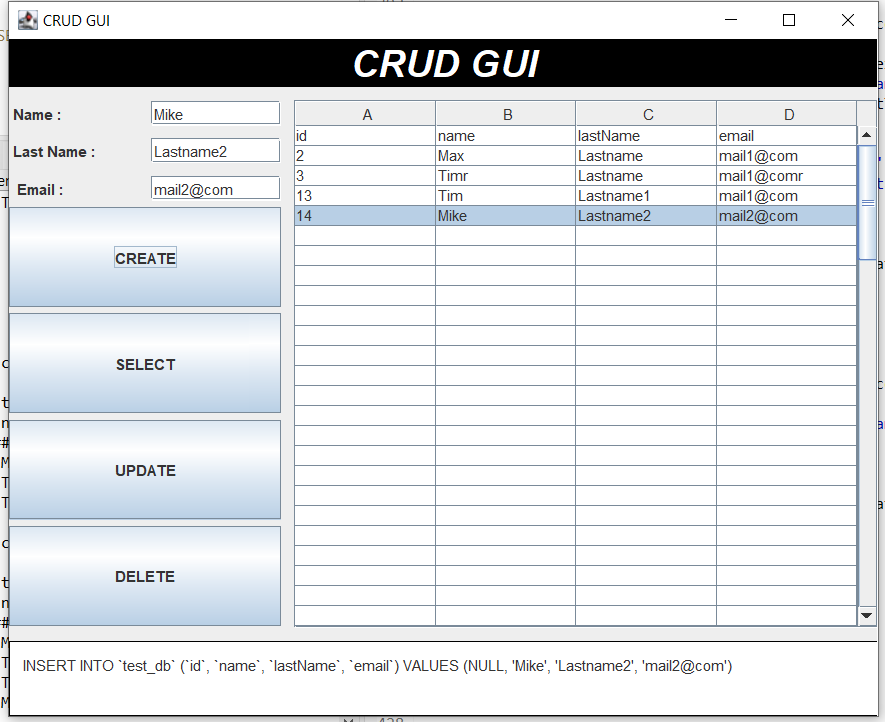 CRUD GUI
CRUD GUI
Name :
Mike
Last Name :
Lastname2
Email :
mail2@com
CREATE
SELECT
UPDATE
DELETE
A B C D
id name lastName email
2 Max Lastname mail1@com
3 Timr Lastname mail1@comr
13 Tim Lastname1 mail1@com
14 Mike Lastname2 mail2@com
INSERT INTO `test_db` (`id`, `name`, `lastName`, `email`) VALUES (NULL, 'Mike', 'Lastname2', 'mail2@com')